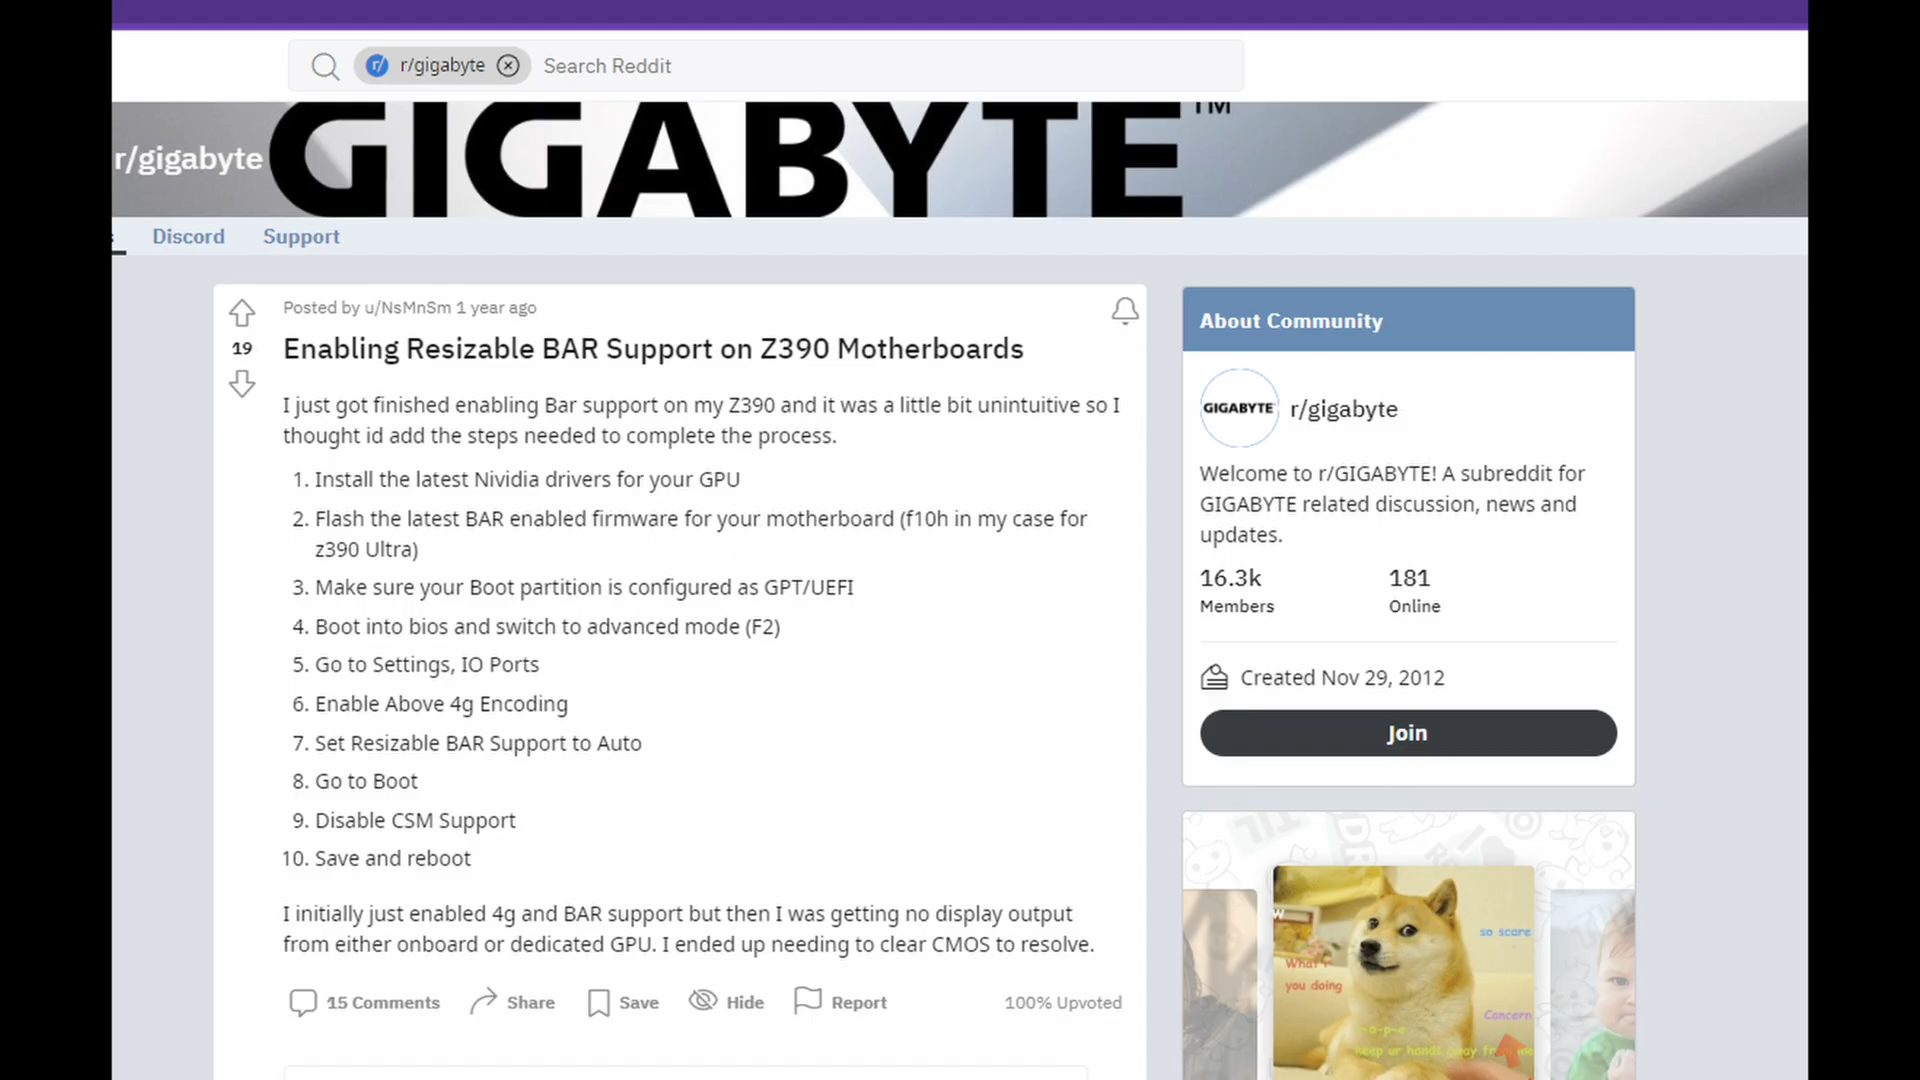 r/gigabyte
Search Reddit
r/gigabyte
GIGABYTE™
Discord
Support
Posted by u/NsMnSm 1 year ago
19
Enabling Resizable BAR Support on Z390 Motherboards
I just got finished enabling Bar support on my Z390 and it was a little bit unintuitive so I
thought id add the steps needed to complete the process.
1. Install the latest Nividia drivers for your GPU
2. Flash the latest BAR enabled firmware for your motherboard (f10h in my case for
z390 Ultra)
3. Make sure your Boot partition is configured as GPT/UEFI
4. Boot into bios and switch to advanced mode (F2)
5. Go to Settings, IO Ports
6. Enable Above 4g Encoding
7. Set Resizable BAR Support to Auto
8. Go to Boot
9. Disable CSM Support
10. Save and reboot
I initially just enabled 4g and BAR support but then I was getting no display output
from either onboard or dedicated GPU. I ended up needing to clear CMOS to resolve.
15 Comments
Share
Save
Hide
Report
100% Upvoted
About Community
GIGABYTE
r/gigabyte
Welcome to r/GIGABYTE! A subreddit for
GIGABYTE related discussion, news and
updates.
16.3k
181
Members
Online
Created Nov 29, 2012
Join
so scare
you doing
Concern
keep ur hands away from me